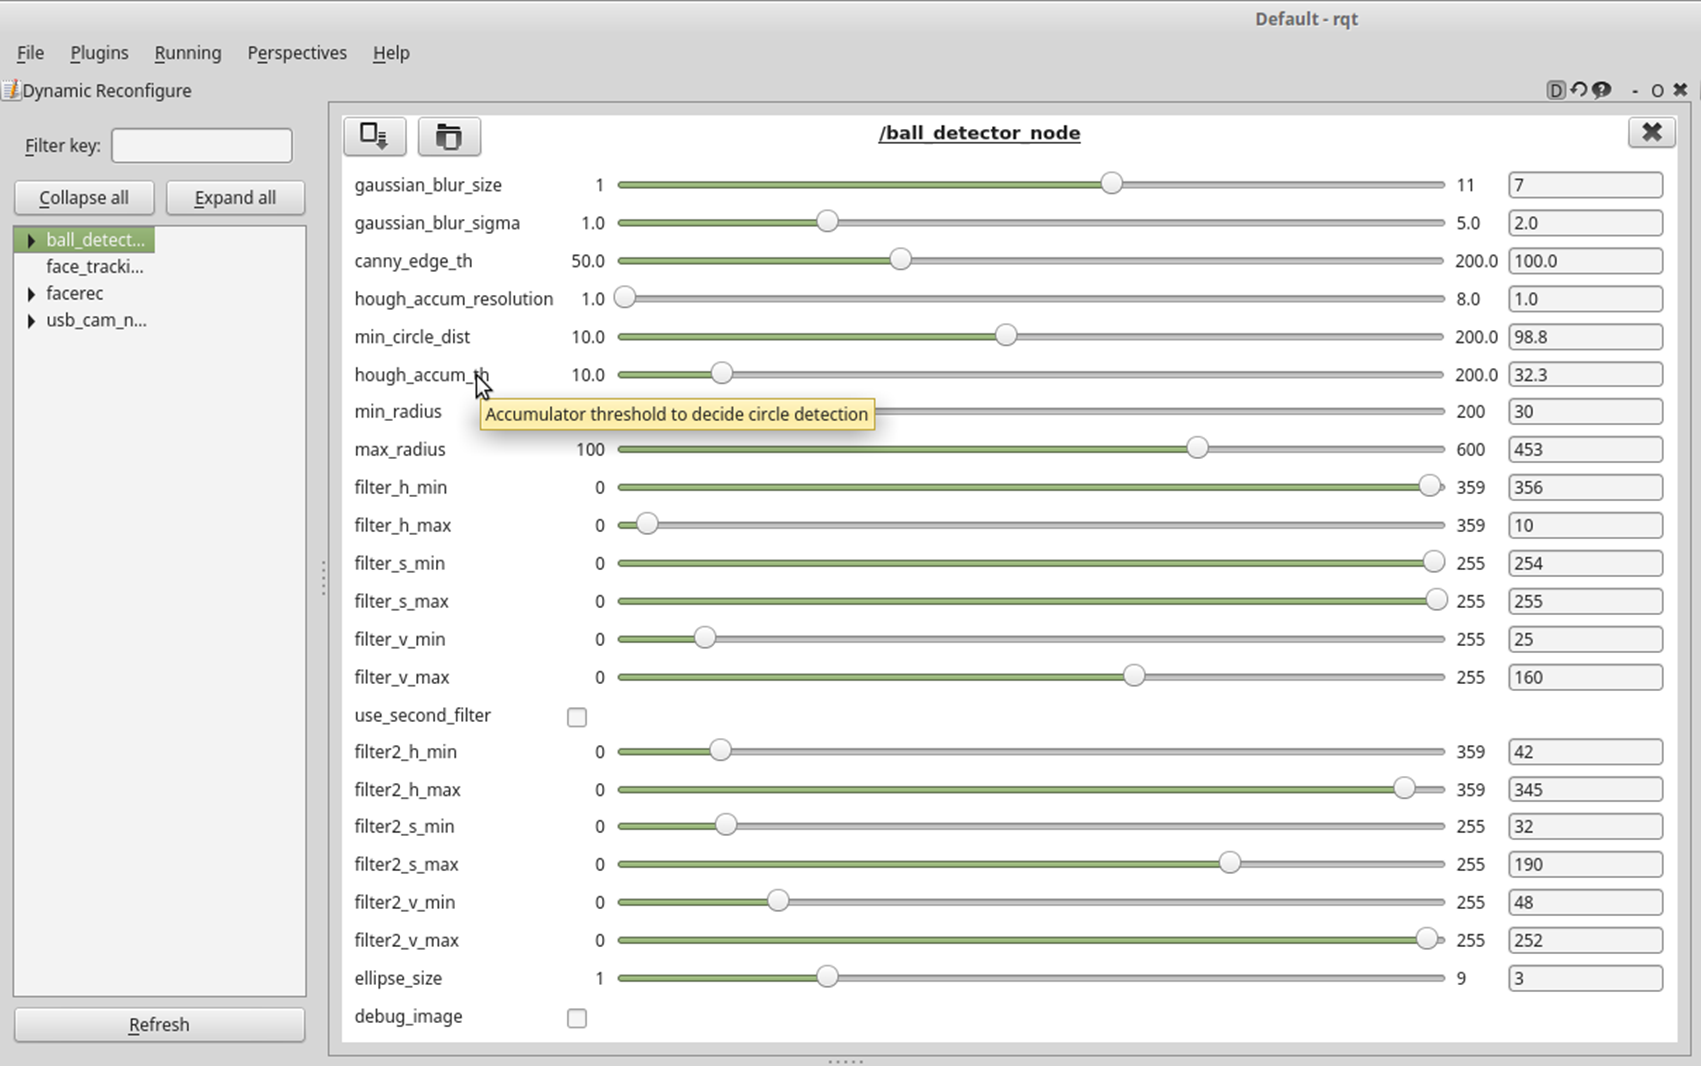 Default - rqt
File Plugins Running Perspectives Help
Dynamic Reconfigure D - O
Filter key:
Collapse all Expand all
ball_detect...
face_tracki...
facerec
usb_cam_n...
Refresh
/ball_detector_node
gaussian_blur_size 1 11 7
gaussian_blur_sigma 1.0 5.0 2.0
canny_edge_th 50.0 200.0 100.0
hough_accum_resolution 1.0 8.0 1.0
min_circle_dist 10.0 200.0 98.8
hough_accum_th 10.0 200.0 32.3
min_radius 200 30
Accumulator threshold to decide circle detection
max_radius 100 600 453
filter_h_min 0 359 356
filter_h_max 0 359 10
filter_s_min 0 255 254
filter_s_max 0 255 255
filter_v_min 0 255 25
filter_v_max 0 255 160
use_second_filter
filter2_h_min 0 359 42
filter2_h_max 0 359 345
filter2_s_min 0 255 32
filter2_s_max 0 255 190
filter2_v_min 0 255 48
filter2_v_max 0 255 252
ellipse_size 1 9 3
debug_image